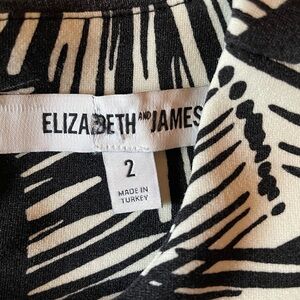 ELIZABETH AND JAMES
2
MADE IN
TURKEY